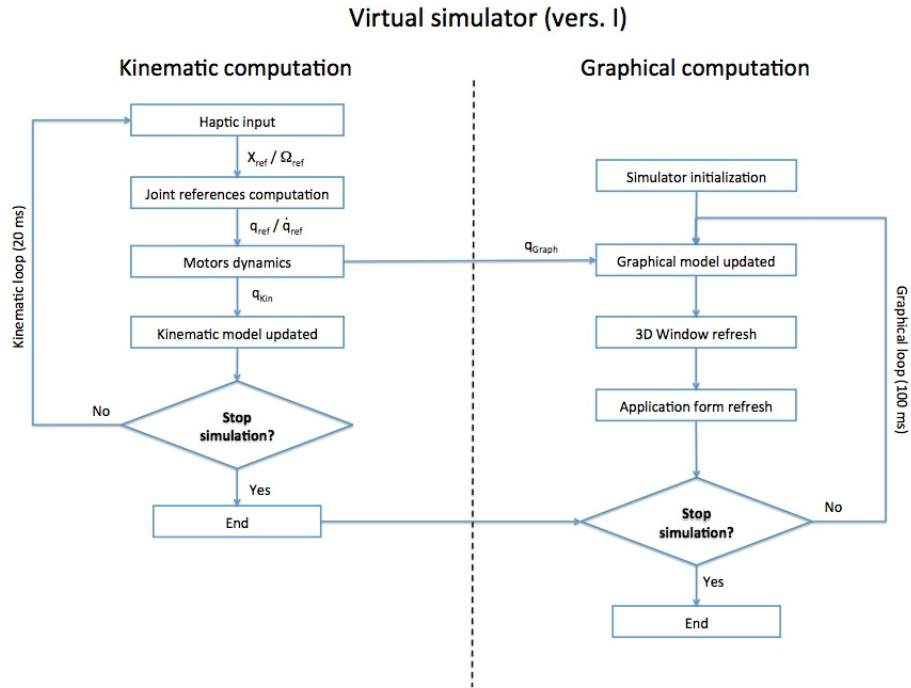 Virtual simulator (vers. I)
Kinematic computation
Haptic input
Xref / Ωref
Joint references computation
qref / q̇ref
Motors dynamics
qKin
Kinematic model updated
Stop
simulation?
No
Yes
End
Kinematic loop (20 ms)
qGraph
Graphical computation
Simulator initialization
Graphical model updated
3D Window refresh
Application form refresh
Stop
simulation?
No
Yes
End
Graphical loop (100 ms)